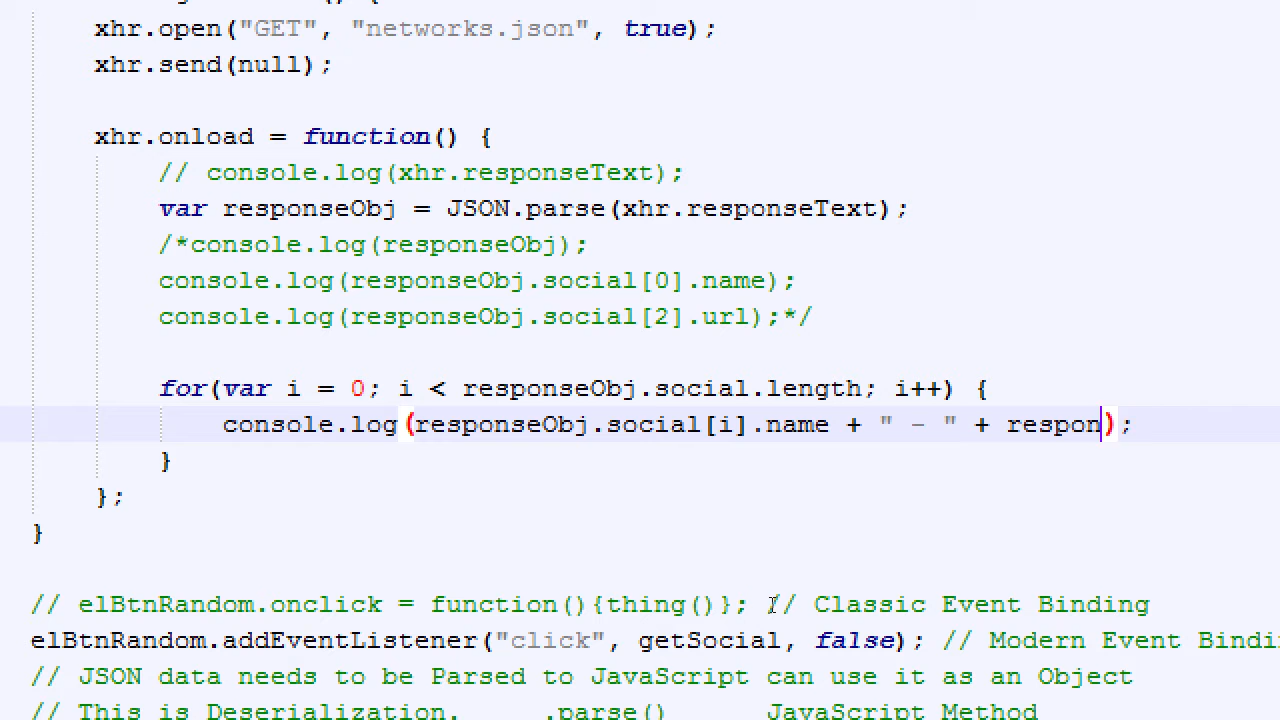 xhr.open("GET", "networks.json", true);
xhr.send(null);
xhr.onload = function() {
// console.log(xhr.responseText);
var responseObj = JSON.parse(xhr.responseText);
/*console.log(responseObj);
console.log(responseObj.social[0].name);
console.log(responseObj.social[2].url);*/
for(var i = 0; i < responseObj.social.length; i++) {
console.log(responseObj.social[i].name + " - " + respon);
}
};
}
// elBtnRandom.onclick = function(){thing()}; // Classic Event Binding
elBtnRandom.addEventListener("click", getSocial, false); // Modern Event Bindi
// JSON data needs to be Parsed to JavaScript can use it as an Object
// This is Deserialization. .parse() JavaScript Method